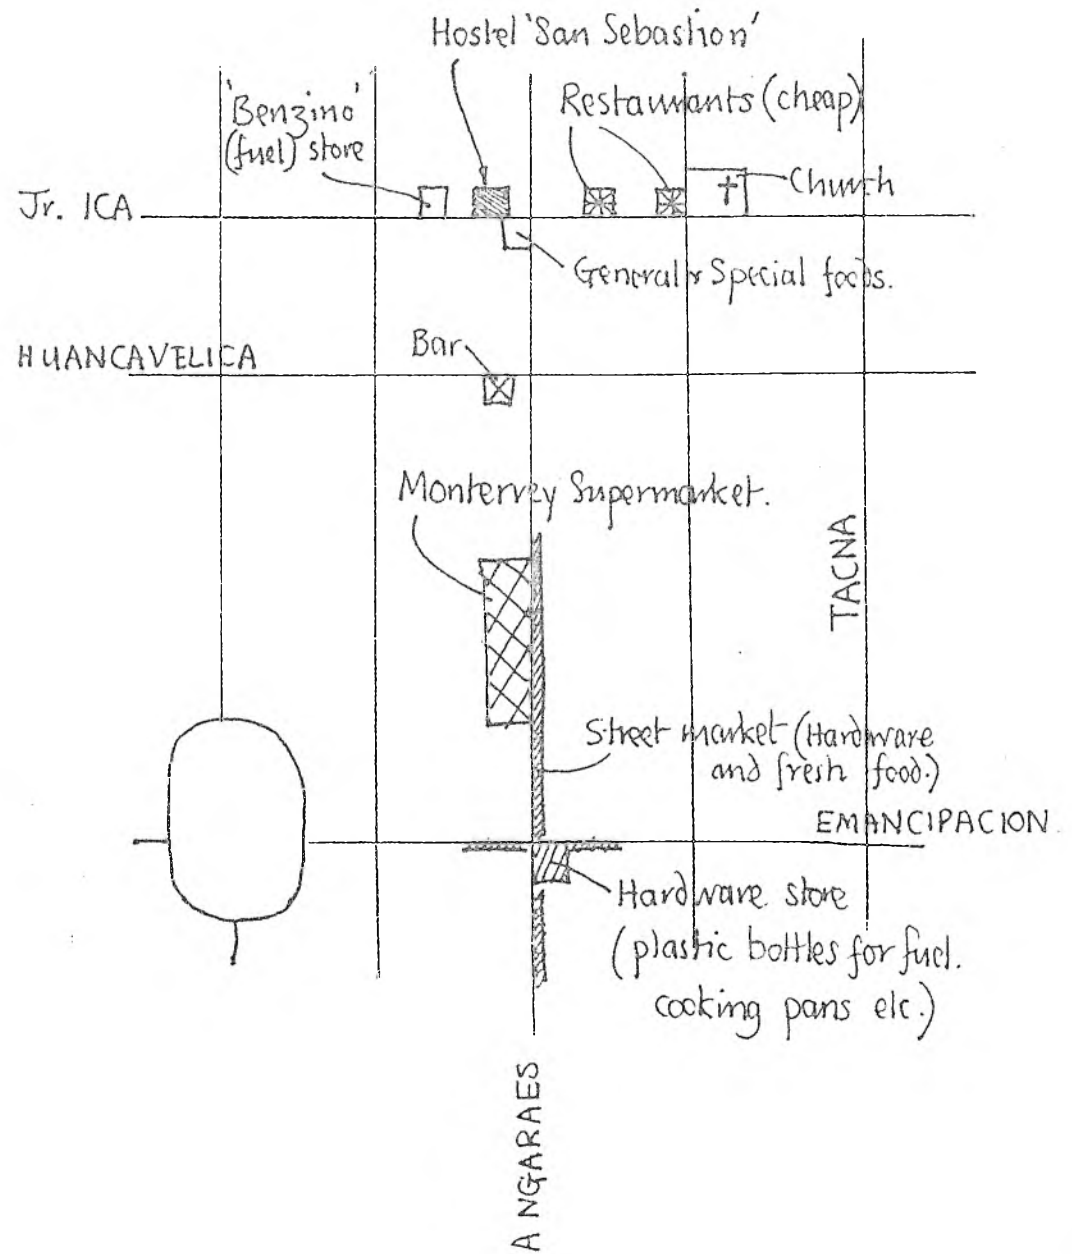 Hostel 'San Sebastion'
'Benzino'
(fuel) store
Restaurants (cheap)
Church
Jr. ICA
General & Special foods.
HUANCAVELICA
Bar
Monterrey Supermarket.
TACNA
Street market (Hardware
and fresh food.)
EMANCIPACION
Hardware store
(plastic bottles for fuel.
cooking pans etc.)
ANGARAES